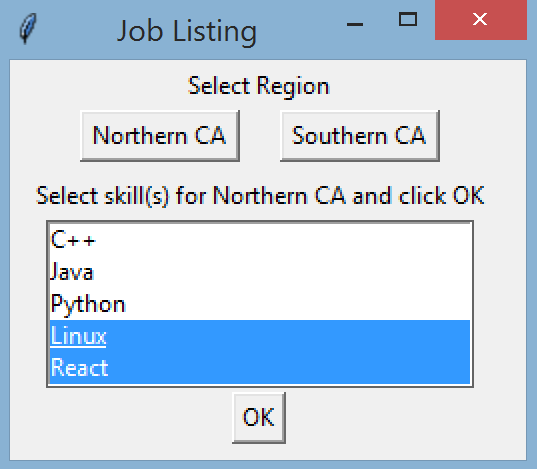 Job Listing
Select Region
Northern CA Southern CA
Select skill(s) for Northern CA and click OK
C++
Java
Python
Linux
React
OK